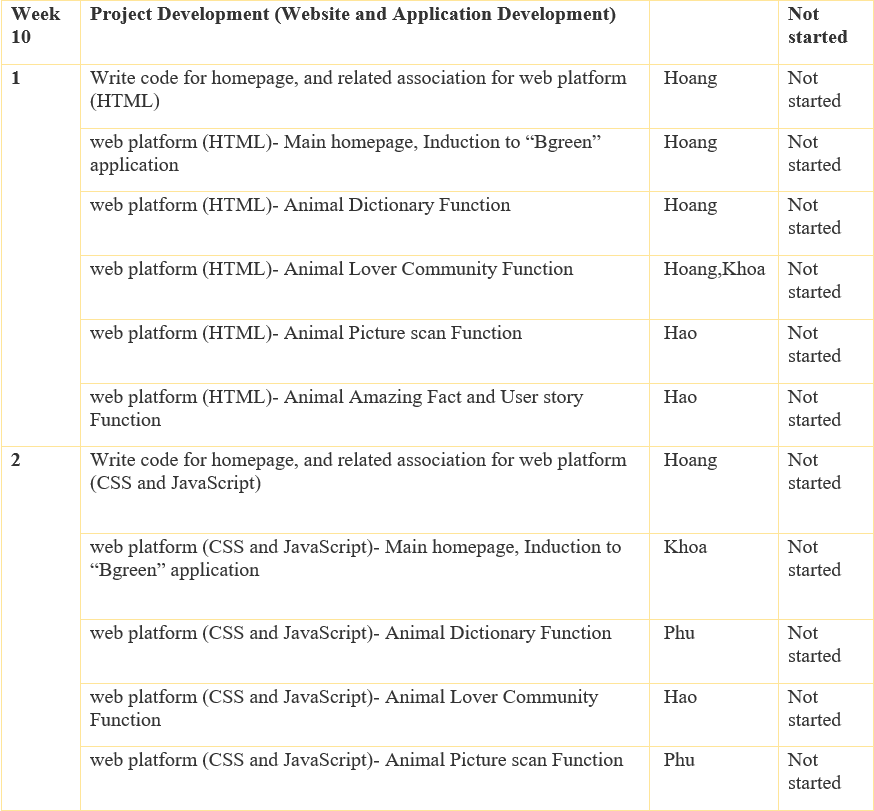 Week 10 Project Development (Website and Application Development) Not started
1 Write code for homepage, and related association for web platform (HTML) Hoang Not started
web platform (HTML)- Main homepage, Induction to “Bgreen” application Hoang Not started
web platform (HTML)- Animal Dictionary Function Hoang Not started
web platform (HTML)- Animal Lover Community Function Hoang,Khoa Not started
web platform (HTML)- Animal Picture scan Function Hao Not started
web platform (HTML)- Animal Amazing Fact and User story Function Hao Not started
2 Write code for homepage, and related association for web platform (CSS and JavaScript) Hoang Not started
web platform (CSS and JavaScript)- Main homepage, Induction to “Bgreen” application Khoa Not started
web platform (CSS and JavaScript)- Animal Dictionary Function Phu Not started
web platform (CSS and JavaScript)- Animal Lover Community Function Hao Not started
web platform (CSS and JavaScript)- Animal Picture scan Function Phu Not started